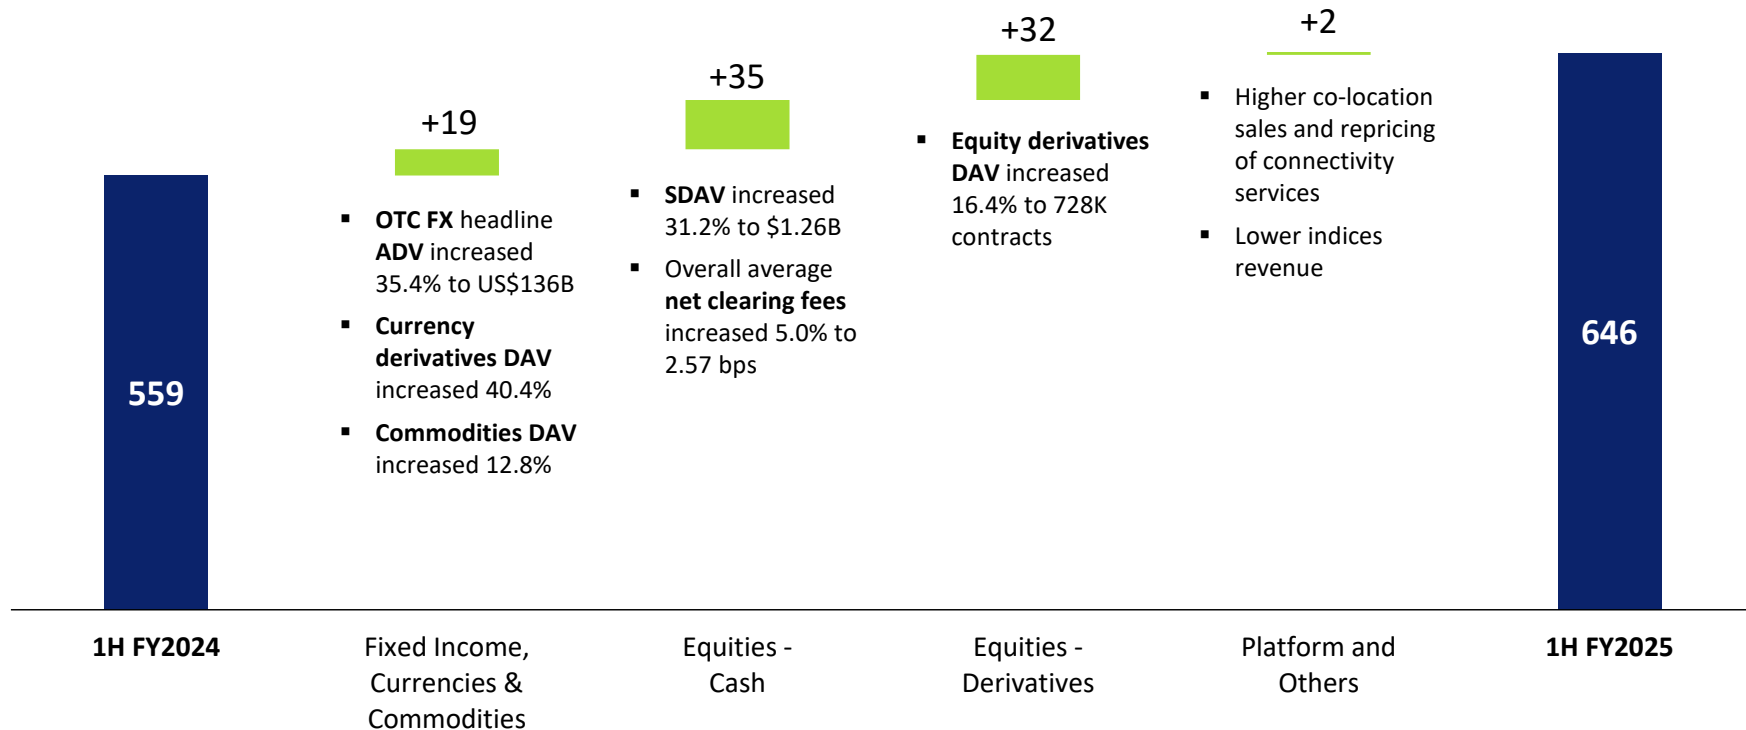 559
+19
▪ OTC FX headline
ADV increased
35.4% to US$136B
▪ Currency
derivatives DAV
increased 40.4%
▪ Commodities DAV
increased 12.8%
+35
▪ SDAV increased
31.2% to $1.26B
▪ Overall average
net clearing fees
increased 5.0% to
2.57 bps
+32
▪ Equity derivatives
DAV increased
16.4% to 728K
contracts
+2
▪ Higher co-location
sales and repricing
of connectivity
services
▪ Lower indices
revenue
646
1H FY2024
Fixed Income,
Currencies &
Commodities
Equities -
Cash
Equities -
Derivatives
Platform and
Others
1H FY2025